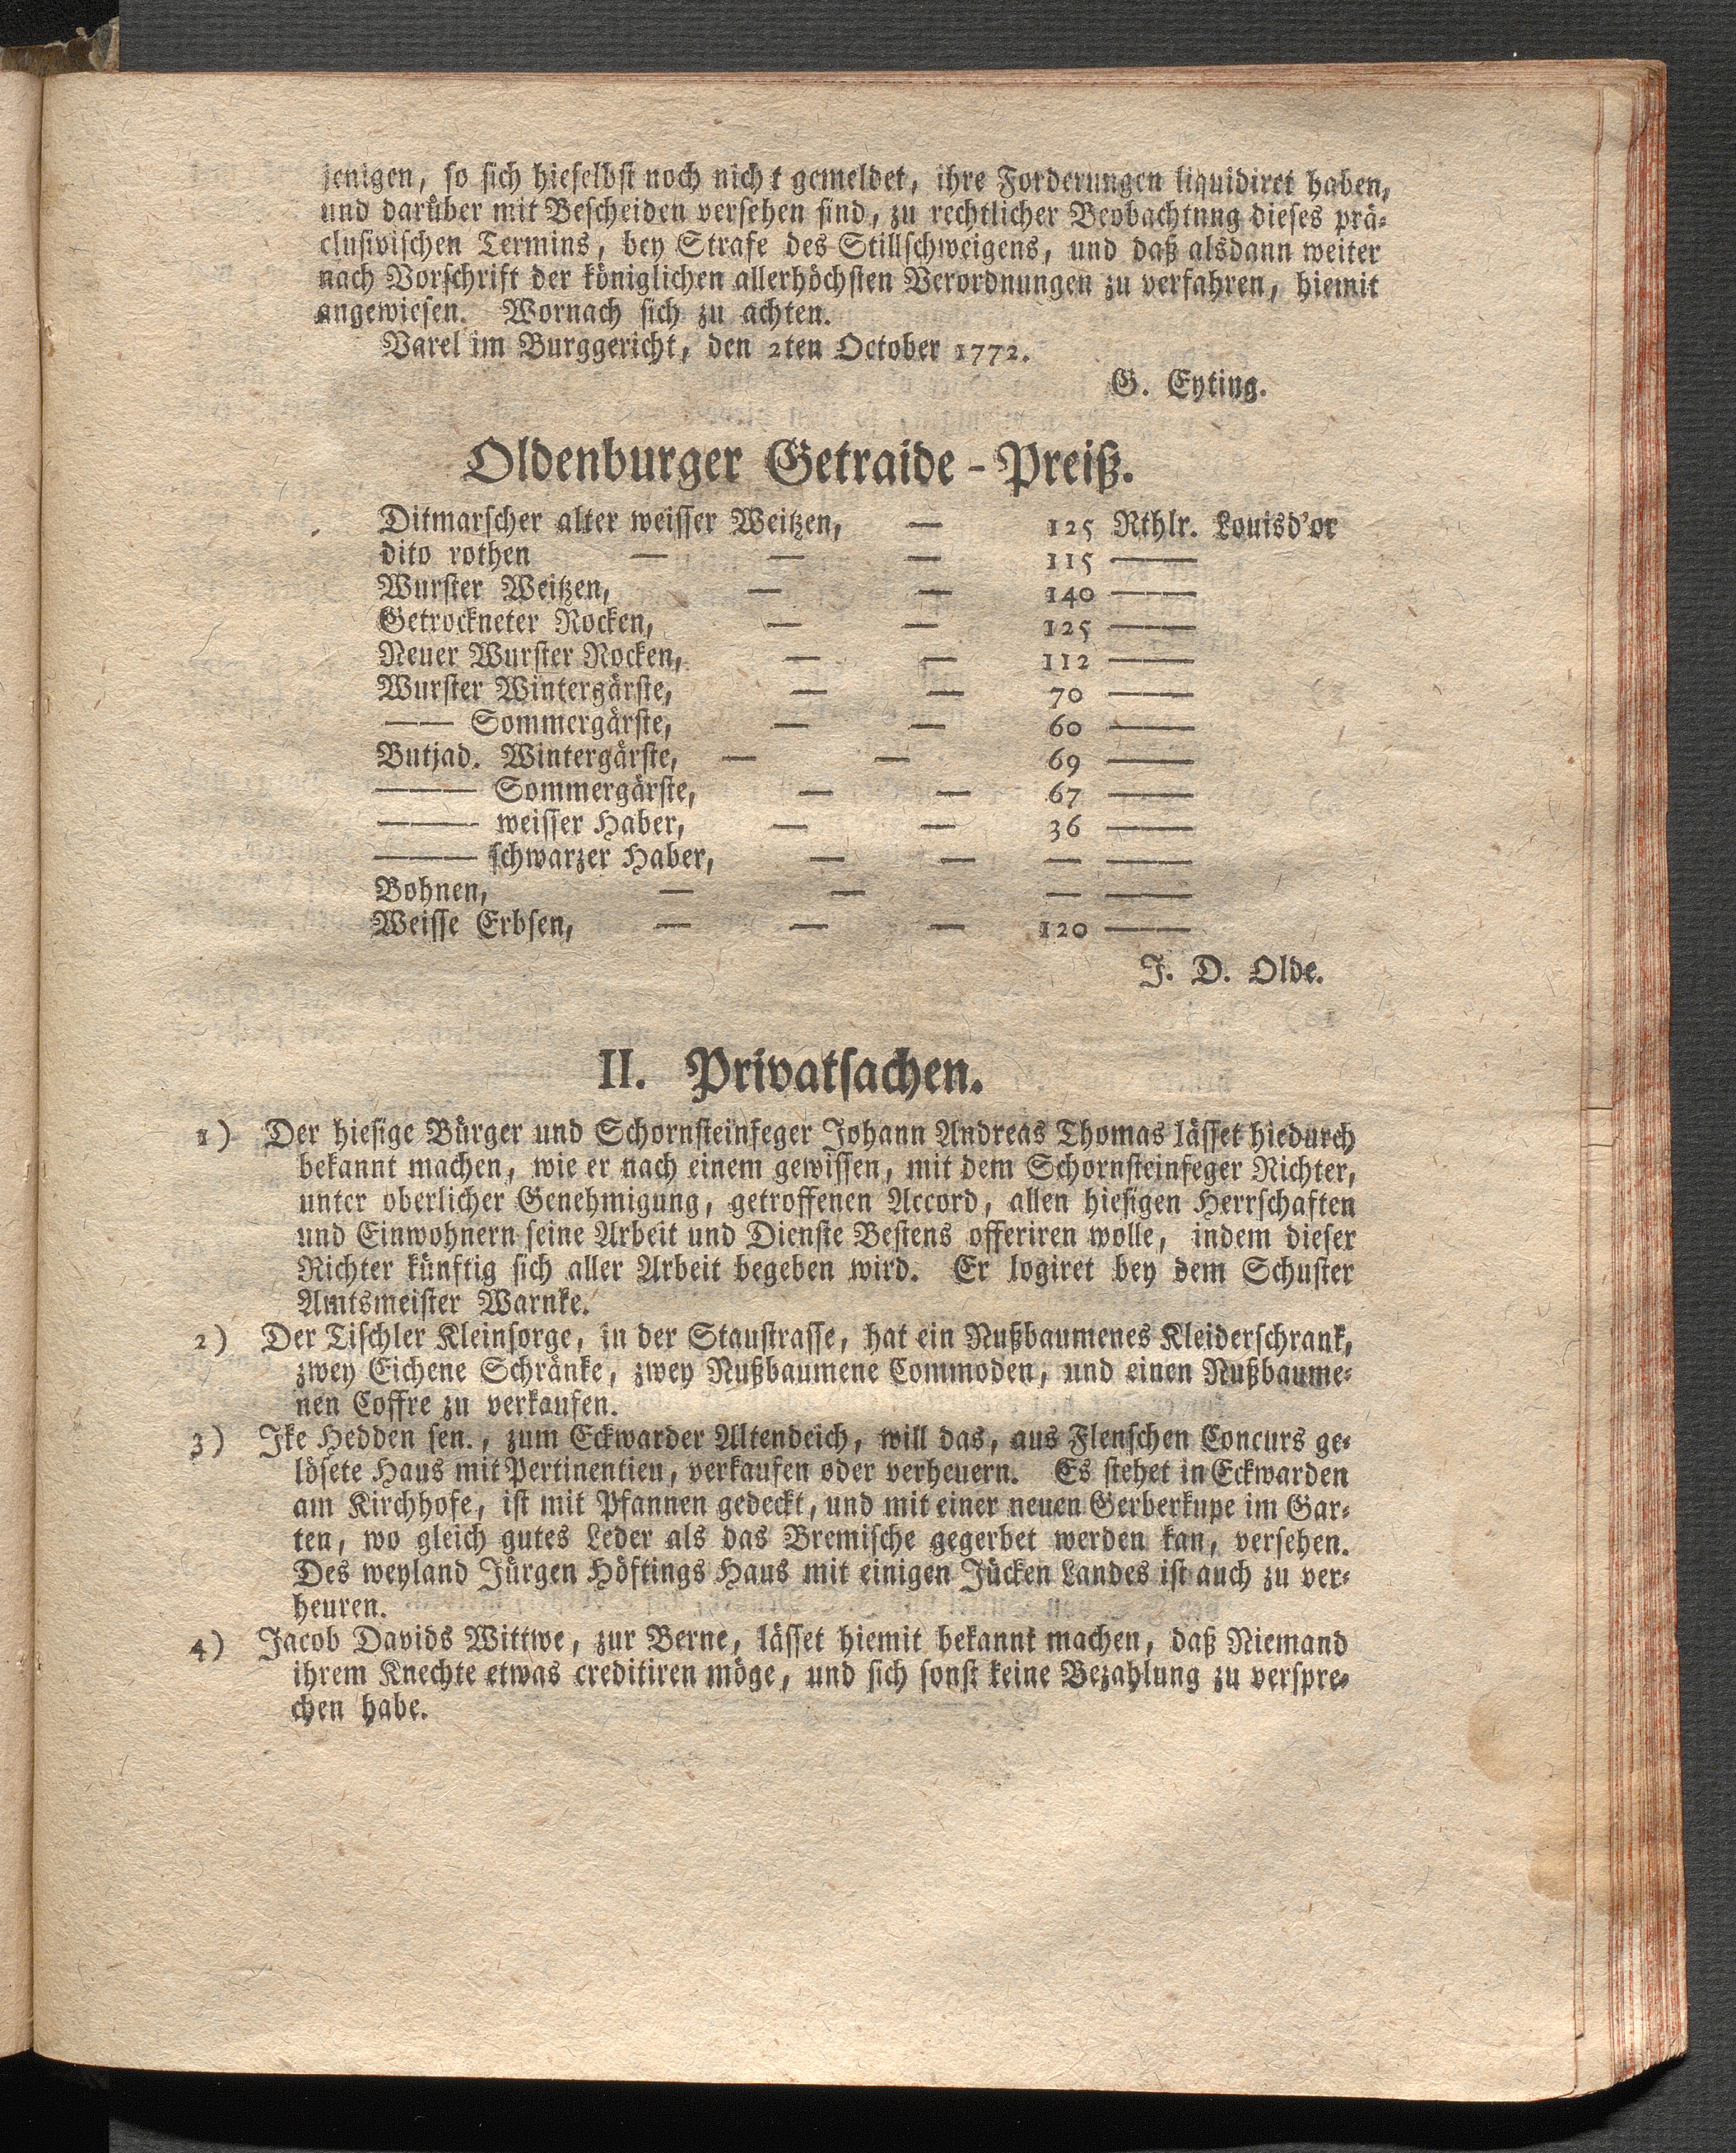 jenigen, so sich hieselbst noch nicht gemeldet, ihre Forderungen liquidiret haben,
und darüber mit Bescheiden versehen sind, zu rechtlicher Beobachtung dieses prä-
clusivischen Termins, bey Strafe des Stillschweigens, und daß alsdann weiter
nach Vorschrift der königlichen allerhöchsten Verordnungen zu verfahren, hiemit
angewiesen. Wornach sich zu achten.
Varel im Burggericht, den 2ten October 1772.
G. Eyting.
Oldenburger Getraide-Preiß.
Ditmarscher alter weisser Weitzen, — 125 Rthlr. Louisd'or
dito rothen — — — 115 ——
Wurster Weitzen, — — 140 ——
Getrockneter Rocken, — — 125 ——
Neuer Wurster Rocken, — — 112 ——
Wurster Wintergärste, — — 70 ——
—— Sommergärste, — — 60 ——
Butjad. Wintergärste, — — 69 ——
—— Sommergärste, — — 67 ——
—— weisser Haber, — — 36 ——
—— schwarzer Haber, — — — ——
Bohnen, — — — ——
Weisse Erbsen, — — — 120 ——
J. D. Olde.
II. Privatsachen.
1) Der hiesige Bürger und Schornsteinfeger Johann Andreas Thomas lässet hiedurch
bekannt machen, wie er nach einem gewissen, mit dem Schornsteinfeger Richter,
unter oberlicher Genehmigung, getroffenen Accord, allen hiesigen Herrschaften
und Einwohnern seine Arbeit und Dienste Bestens offeriren wolle, indem dieser
Richter künftig sich aller Arbeit begeben wird. Er logiret bey dem Schuster
Amtsmeister Warnke.
2) Der Tischler Kleinsorge, in der Staustrasse, hat ein Nußbaumenes Kleiderschrank,
zwey Eichene Schränke, zwey Nußbaumene Commoden, und einen Nußbaume-
nen Coffre zu verkaufen.
3) Ike Hedden sen., zum Eckwarder Altendeich, will das, aus Flenschen Concurs ge-
lösete Haus mit Pertinentien, verkaufen oder verheuern. Es stehet in Eckwarden
am Kirchhofe, ist mit Pfannen gedeckt, und mit einer neuen Gerberkupe im Gar-
ten, wo gleich gutes Leder als das Bremische gegerbet werden kan, versehen.
Des weyland Jürgen Höftings Haus mit einigen Jücken Landes ist auch zu ver-
heuren.
4) Jacob Davids Wittwe, zur Berne, lässet hiemit bekannt machen, daß Niemand
ihrem Knechte etwas creditiren möge, und sich sonst keine Bezahlung zu verspre-
chen habe.